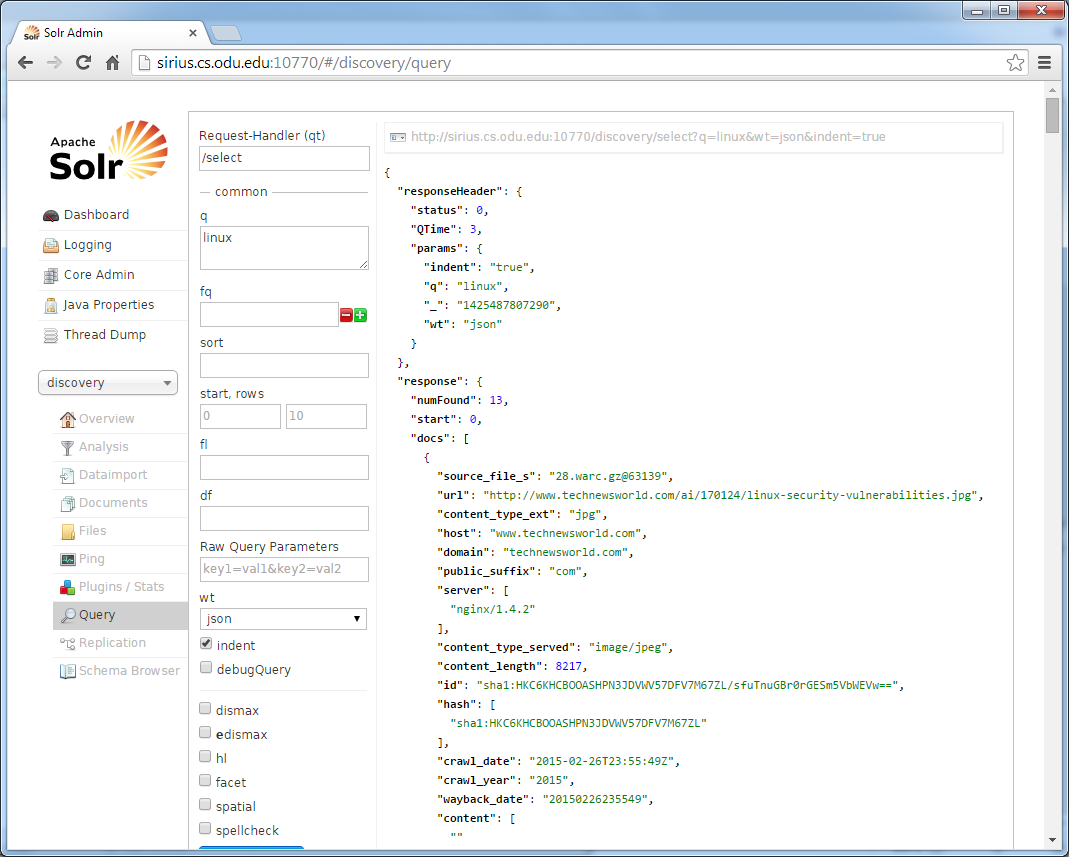 Solr Admin
sirius.cs.odu.edu:10770/#/discovery/query
Apache
Solr
Dashboard
Logging
Core Admin
Java Properties
Thread Dump
discovery
Overview
Analysis
Dataimport
Documents
Files
Ping
Plugins / Stats
Query
Replication
Schema Browser
Request-Handler (qt)
/select
common
q
linux
fq
sort
start, rows
0 10
fl
df
Raw Query Parameters
key1=val1&key2=val2
wt
json
indent
debugQuery
dismax
edismax
hl
facet
spatial
spellcheck
http://sirius.cs.odu.edu:10770/discovery/select?q=linux&wt=json&indent=true
{
"responseHeader": {
"status": 0,
"QTime": 3,
"params": {
"indent": "true",
"q": "linux",
"_": "1425487807290",
"wt": "json"
}
},
"response": {
"numFound": 13,
"start": 0,
"docs": [
{
"source_file_s": "28.warc.gz@63139",
"url": "http://www.technewsworld.com/ai/170124/linux-security-vulnerabilities.jpg",
"content_type_ext": "jpg",
"host": "www.technewsworld.com",
"domain": "technewsworld.com",
"public_suffix": "com",
"server": [
"nginx/1.4.2"
],
"content_type_served": "image/jpeg",
"content_length": 8217,
"id": "sha1:HKC6KHCBOOASHPN3JDVWV57DFV7M67ZL/sfuTnuGBr0rGESm5VbWEVw==",
"hash": [
"sha1:HKC6KHCBOOASHPN3JDVWV57DFV7M67ZL"
],
"crawl_date": "2015-02-26T23:55:49Z",
"crawl_year": "2015",
"wayback_date": "20150226235549",
"content": [
""